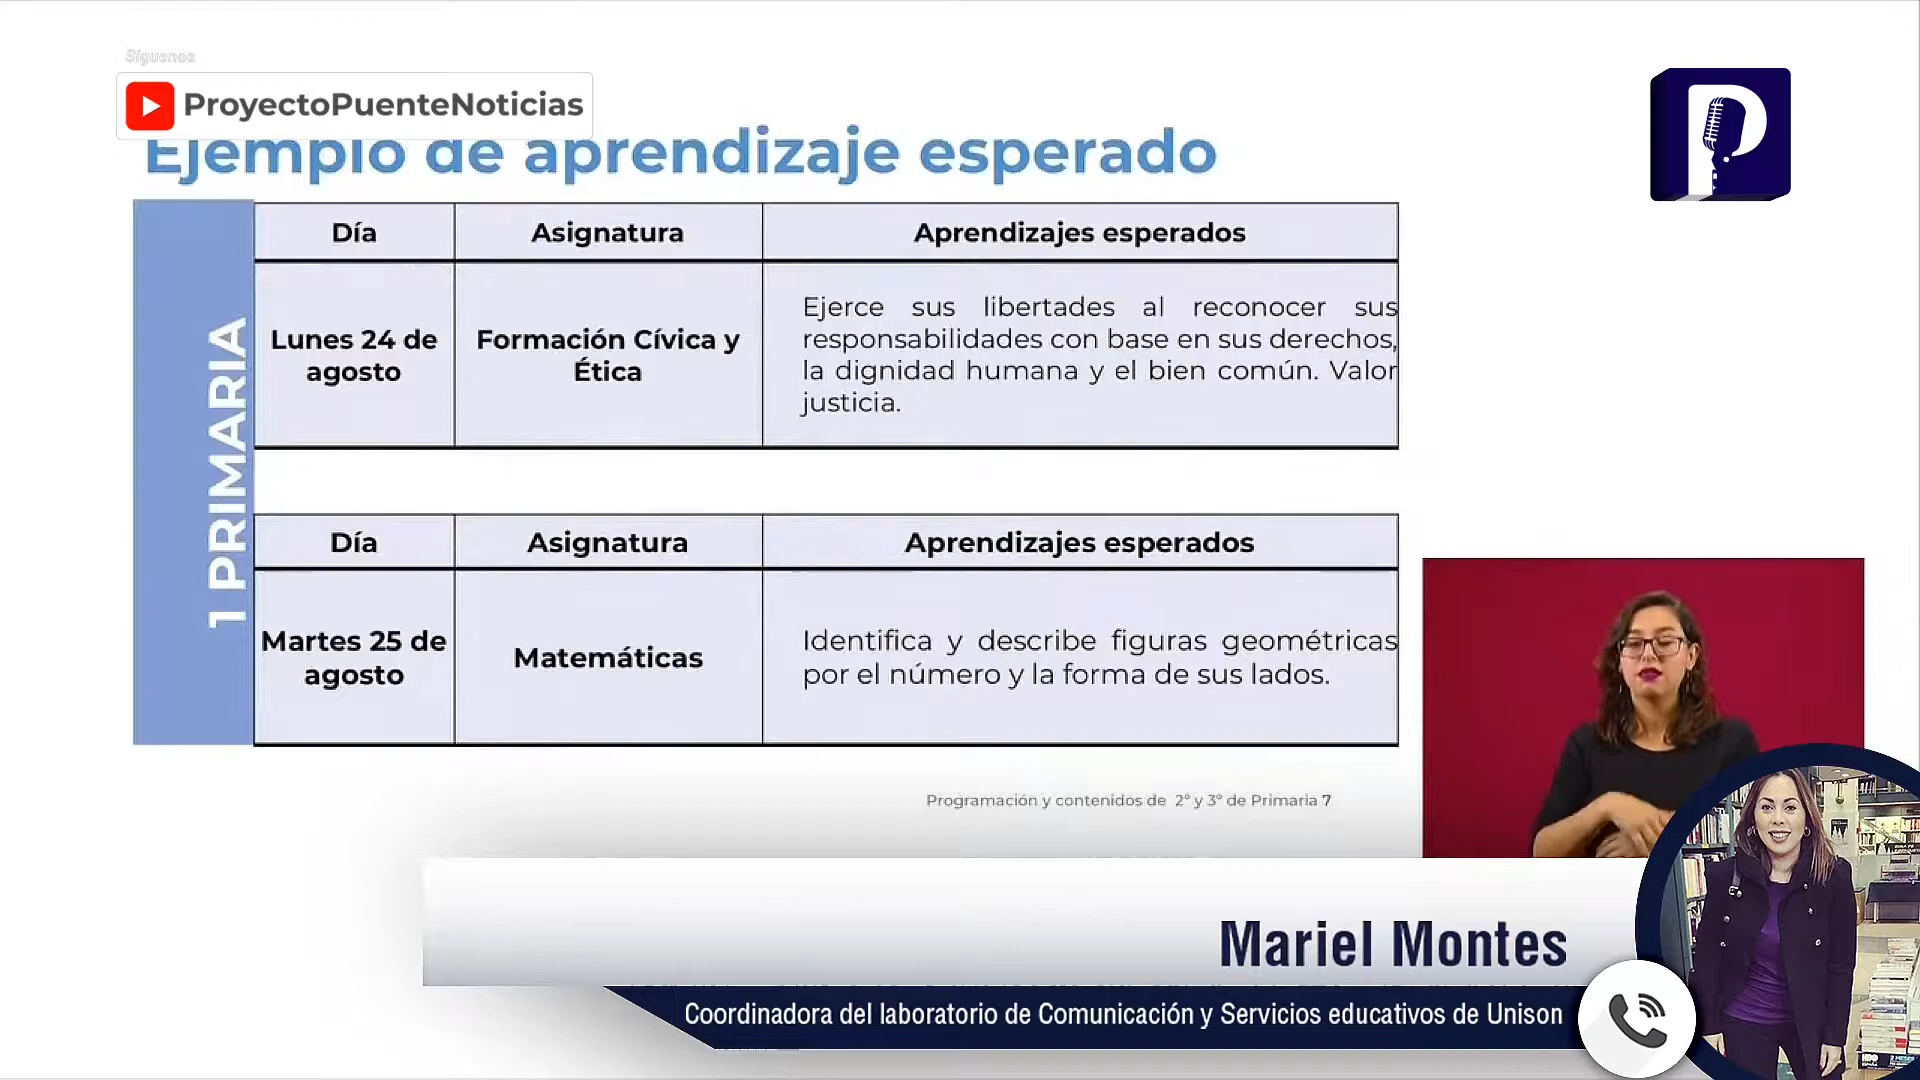 Síguenos
ProyectoPuenteNoticias
Ejemplo de aprendizaje esperado
1 PRIMARIA
Día Asignatura Aprendizajes esperados
Lunes 24 de
agosto
Formación Cívica y
Ética
Ejerce sus libertades al reconocer sus
responsabilidades con base en sus derechos,
la dignidad humana y el bien común. Valor
justicia.
Día Asignatura Aprendizajes esperados
Martes 25 de
agosto
Matemáticas
Identifica y describe figuras geométricas
por el número y la forma de sus lados.
Programación y contenidos de 2° y 3° de Primaria 7
P
Mariel Montes
Coordinadora del laboratorio de Comunicación y Servicios educativos de Unison